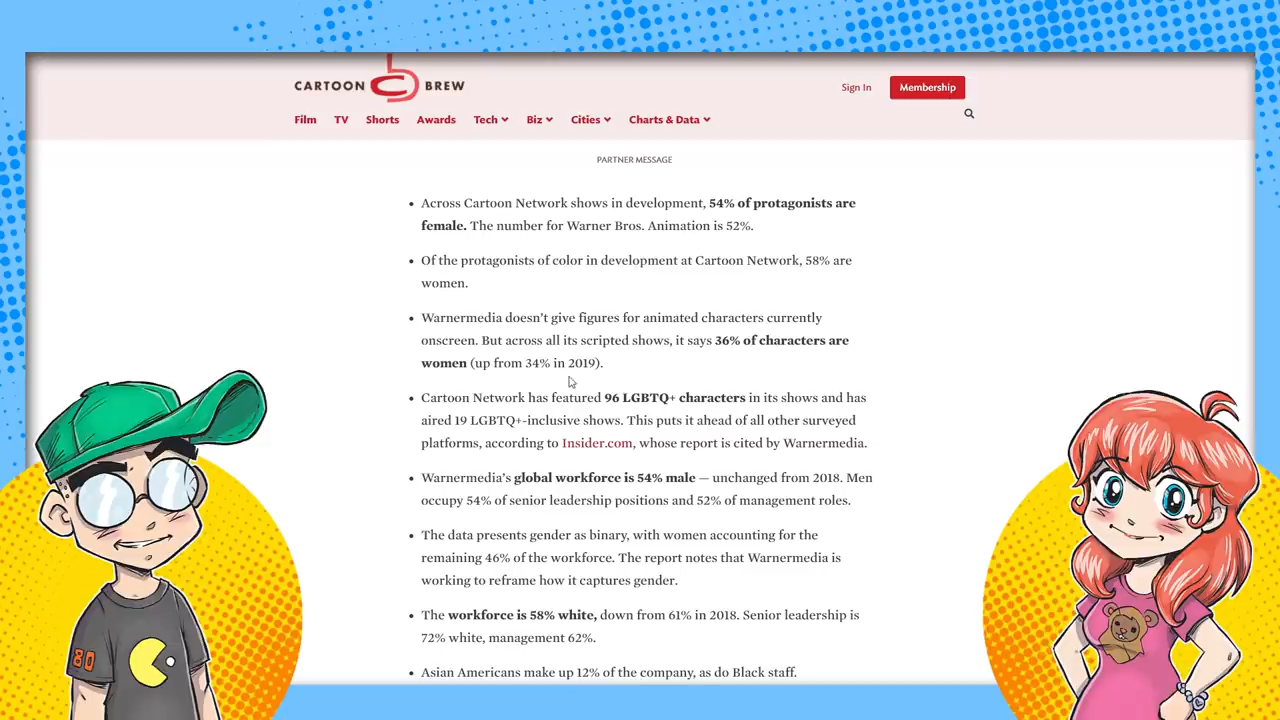 CARTOON BREW
Sign In
Membership
Film TV Shorts Awards Tech Biz Cities Charts & Data
PARTNER MESSAGE
• Across Cartoon Network shows in development, 54% of protagonists are
female. The number for Warner Bros. Animation is 52%.
• Of the protagonists of color in development at Cartoon Network, 58% are
women.
• Warnermedia doesn't give figures for animated characters currently
onscreen. But across all its scripted shows, it says 36% of characters are
women (up from 34% in 2019).
• Cartoon Network has featured 96 LGBTQ+ characters in its shows and has
aired 19 LGBTQ+-inclusive shows. This puts it ahead of all other surveyed
platforms, according to Insider.com, whose report is cited by Warnermedia.
• Warnermedia's global workforce is 54% male — unchanged from 2018. Men
occupy 54% of senior leadership positions and 52% of management roles.
• The data presents gender as binary, with women accounting for the
remaining 46% of the workforce. The report notes that Warnermedia is
working to reframe how it captures gender.
• The workforce is 58% white, down from 61% in 2018. Senior leadership is
72% white, management 62%.
• Asian Americans make up 12% of the company, as do Black staff.
80